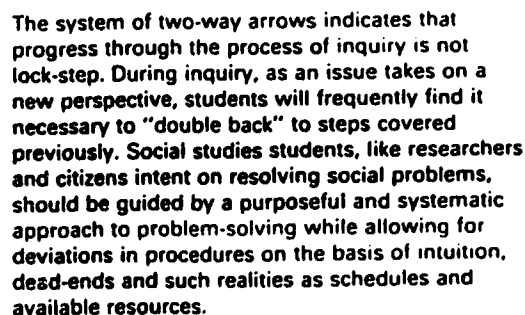 The system of two-way arrows indicates that
progress through the process of inquiry is not
lock-step. During inquiry, as an issue takes on a
new perspective, students will frequently find it
necessary to "double back" to steps covered
previously. Social studies students, like researchers
and citizens intent on resolving social problems,
should be guided by a purposeful and systematic
approach to problem-solving while allowing for
deviations in procedures on the basis of intuition,
dead-ends and such realities as schedules and
available resources.